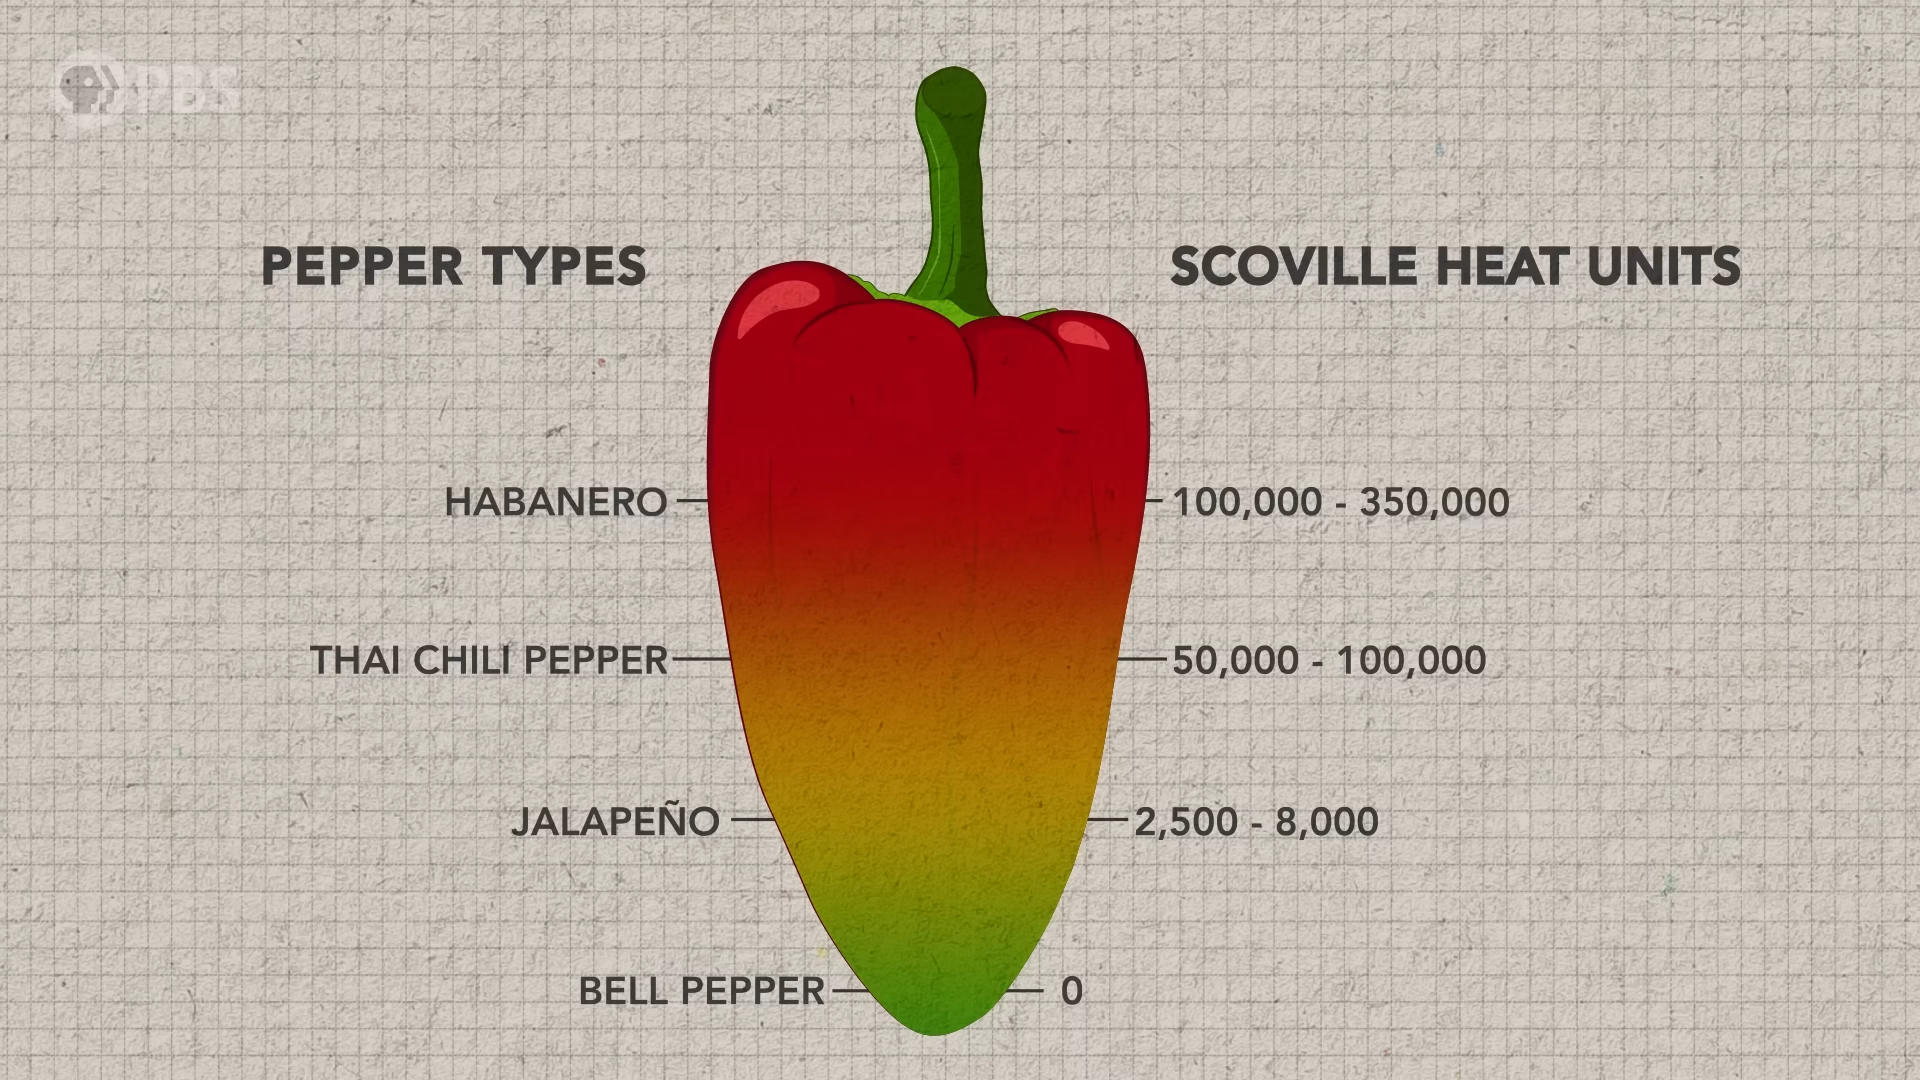 PBS
PEPPER TYPES
SCOVILLE HEAT UNITS
HABANERO
100,000 - 350,000
THAI CHILI PEPPER
50,000 - 100,000
JALAPEÑO
2,500 - 8,000
BELL PEPPER
0